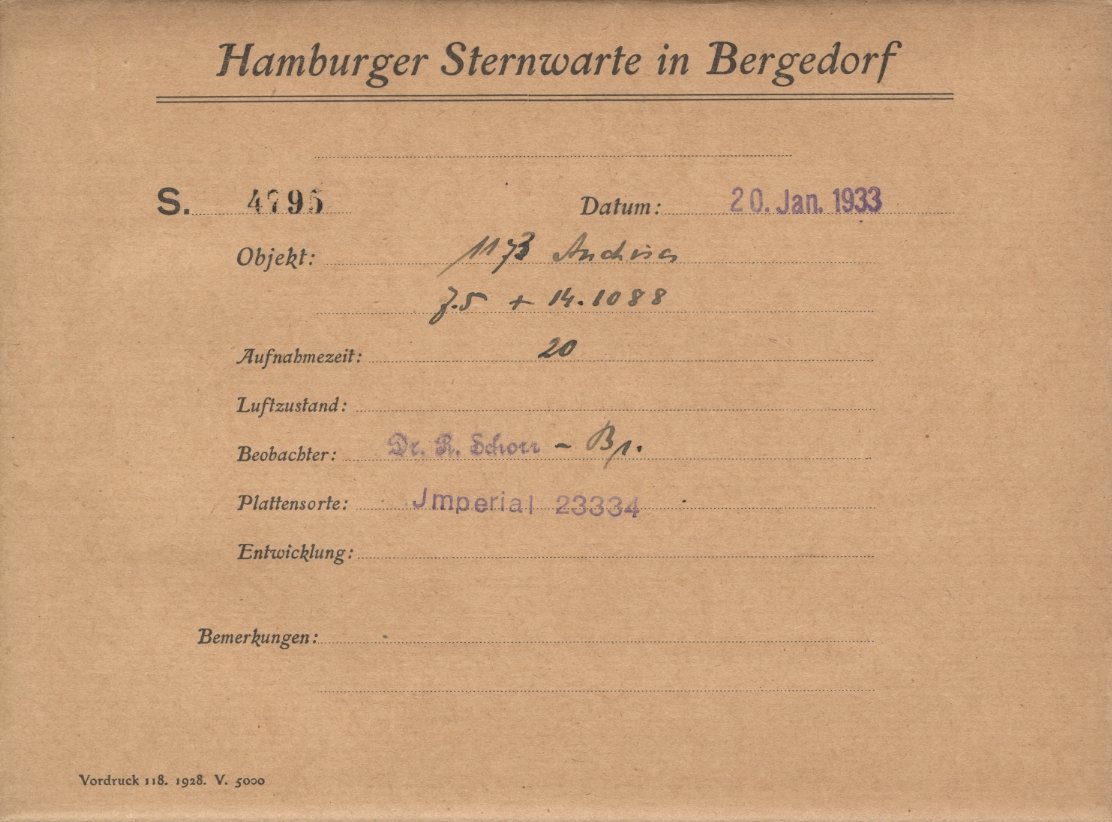 Hamburger Sternwarte in Bergedorf
S. 4795 Datum: 20. Jan. 1933
Objekt: 1173 Anchises
7.5 + 14.1088
Aufnahmezeit: 20
Luftzustand:
Beobachter: Dr. R. Schorr –
Plattensorte: Jmperial 23334
Entwicklung:
Bemerkungen:
Vordruck 118. 1928. V. 5000